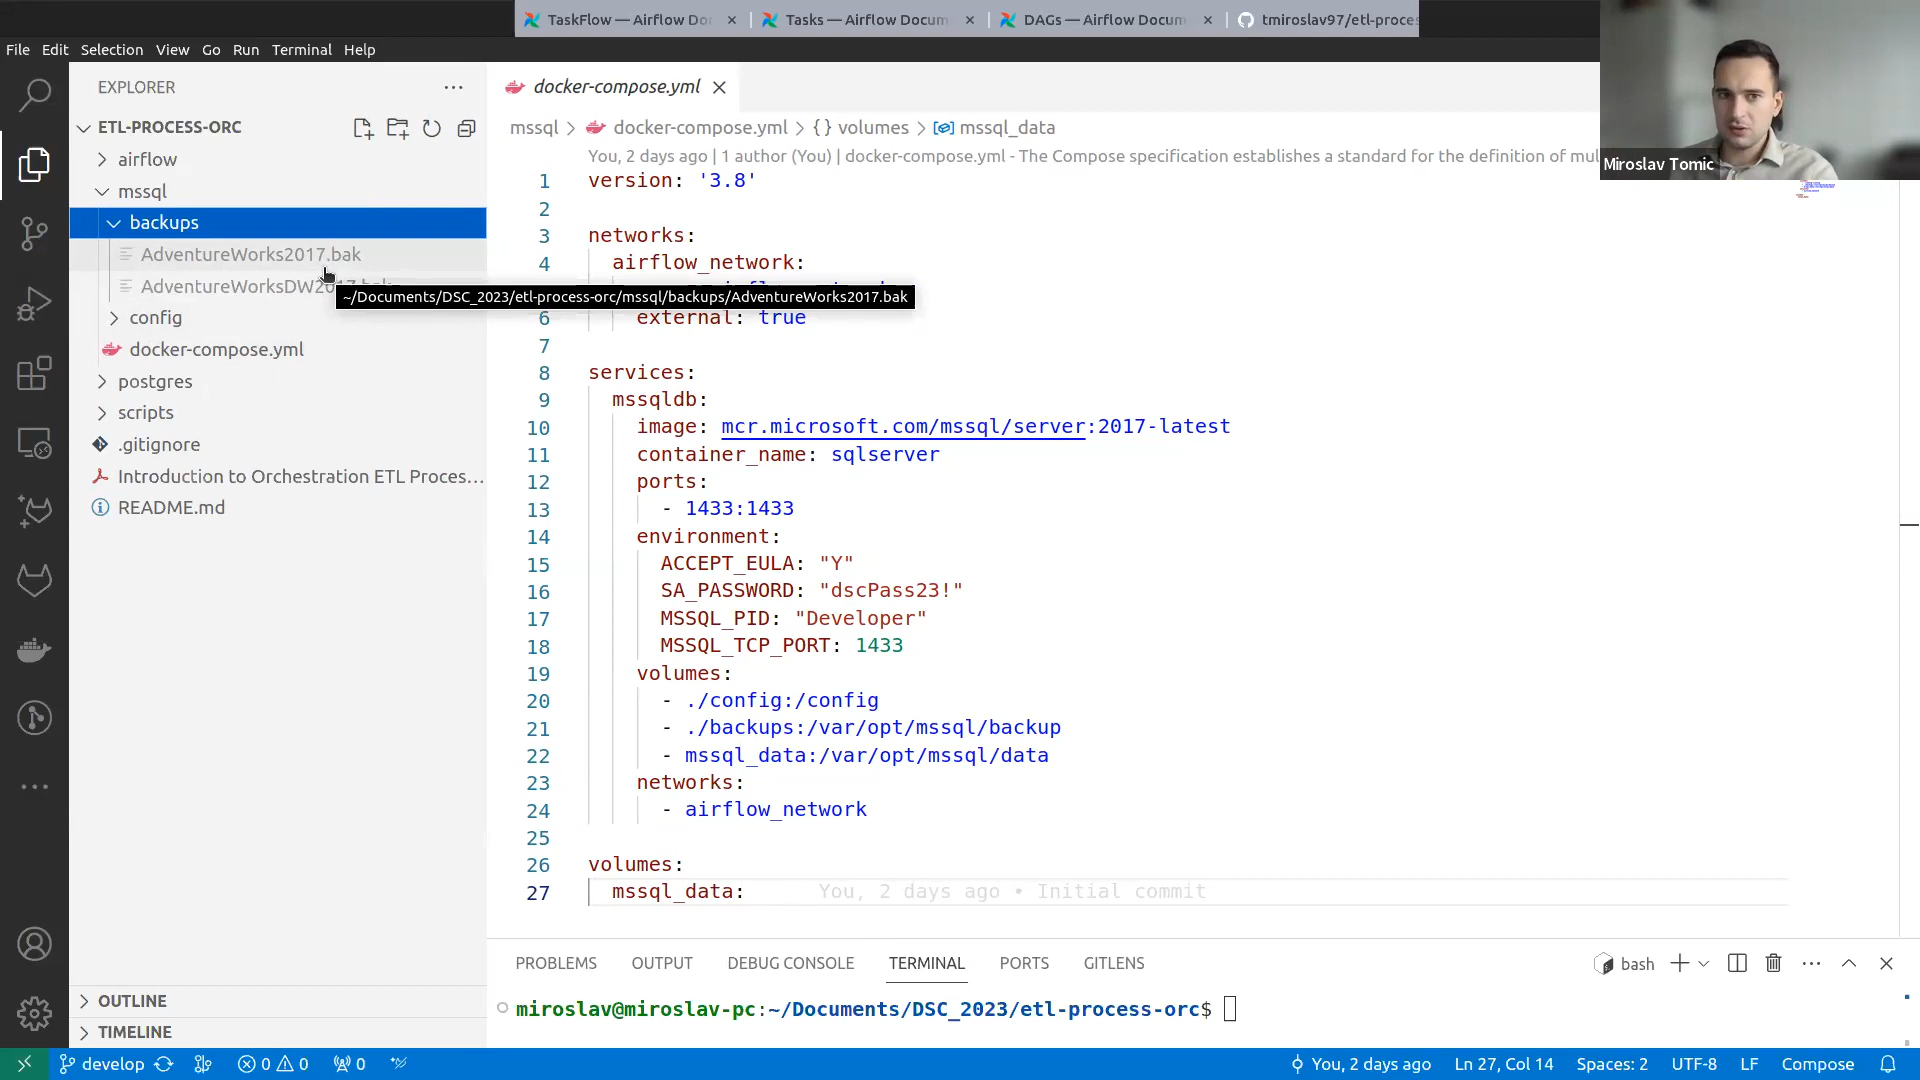 TaskFlow — Airflow Do
Tasks — Airflow Docum
DAGs — Airflow Docum
tmiroslav97/etl-proce
File Edit Selection View Go Run Terminal Help
Miroslav Tomic
EXPLORER
ETL-PROCESS-ORC
airflow
mssql
backups
AdventureWorks2017.bak
AdventureWorksDW2017.bak
~/Documents/DSC_2023/etl-process-orc/mssql/backups/AdventureWorks2017.bak
config
docker-compose.yml
postgres
scripts
.gitignore
Introduction to Orchestration ETL Proces...
README.md
OUTLINE
TIMELINE
docker-compose.yml
mssql > docker-compose.yml > {} volumes > mssql_data
You, 2 days ago | 1 author (You) | docker-compose.yml - The Compose specification establishes a standard for the definition of mul
1 version: '3.8'
2
3 networks:
4 airflow_network:
6 external: true
7
8 services:
9 mssqldb:
10 image: mcr.microsoft.com/mssql/server:2017-latest
11 container_name: sqlserver
12 ports:
13 - 1433:1433
14 environment:
15 ACCEPT_EULA: "Y"
16 SA_PASSWORD: "dscPass23!"
17 MSSQL_PID: "Developer"
18 MSSQL_TCP_PORT: 1433
19 volumes:
20 - ./config:/config
21 - ./backups:/var/opt/mssql/backup
22 - mssql_data:/var/opt/mssql/data
23 networks:
24 - airflow_network
25
26 volumes:
27 mssql_data: You, 2 days ago • Initial commit
PROBLEMS OUTPUT DEBUG CONSOLE TERMINAL PORTS GITLENS
bash
miroslav@miroslav-pc:~/Documents/DSC_2023/etl-process-orc$
develop 0 0 0 You, 2 days ago Ln 27, Col 14 Spaces: 2 UTF-8 LF Compose